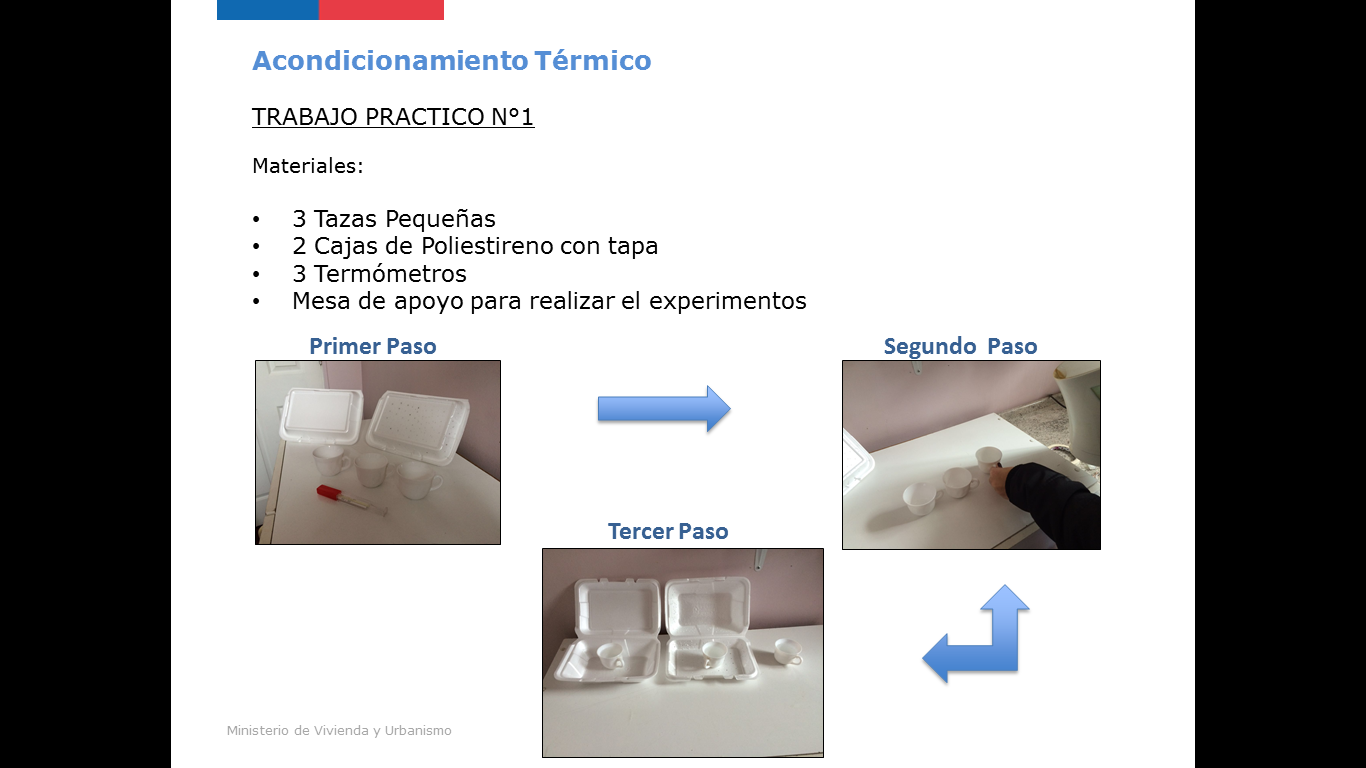 Acondicionamiento Térmico
TRABAJO PRACTICO N°1
Materiales:
• 3 Tazas Pequeñas
• 2 Cajas de Poliestireno con tapa
• 3 Termómetros
• Mesa de apoyo para realizar el experimentos
Primer Paso
Segundo Paso
Tercer Paso
Ministerio de Vivienda y Urbanismo